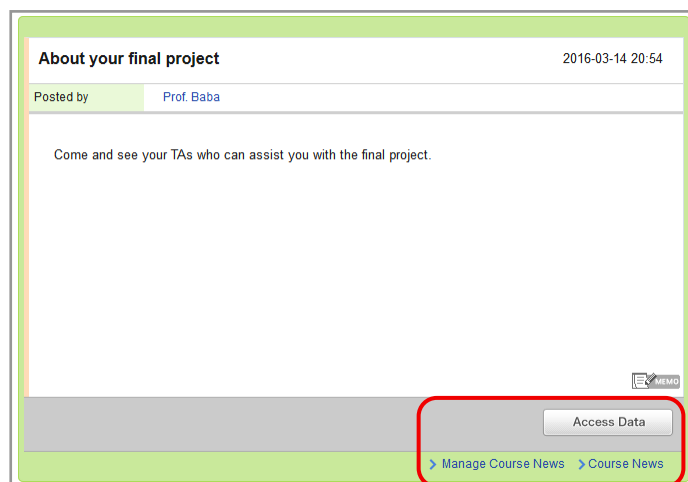 About your final project 2016-03-14 20:54
Posted by Prof. Baba
Come and see your TAs who can assist you with the final project.
MEMO
Access Data
Manage Course News Course News